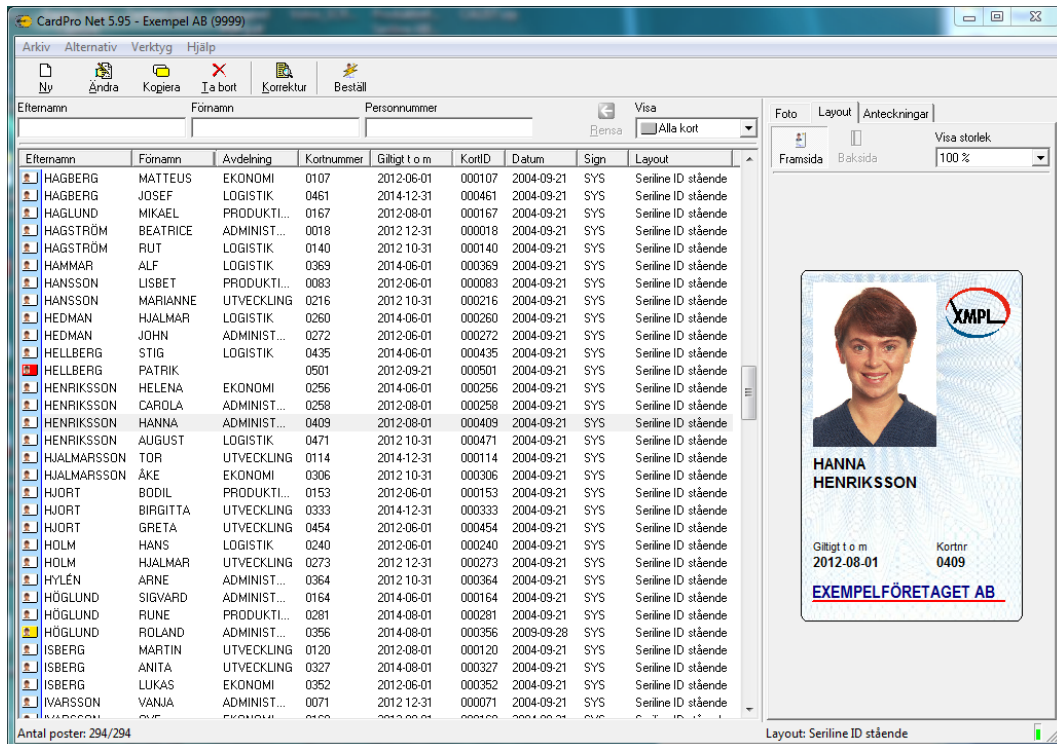 CardPro Net 5.95 - Exempel AB (9999)
Arkiv Alternativ Verktyg Hjälp
Ny Ändra Kopiera Ta bort Korrektur Beställ
Efternamn Förnamn Personnummer Visa
Rensa Alla kort
Efternamn Förnamn Avdelning Kortnummer Giltigt t o m KortID Datum Sign Layout
HAGBERG MATTEUS EKONOMI 0107 2012-06-01 000107 2004-09-21 SYS Seriline ID stående
HAGBERG JOSEF LOGISTIK 0461 2014-12-31 000461 2004-09-21 SYS Seriline ID stående
HAGLUND MIKAEL PRODUKTI... 0167 2012-08-01 000167 2004-09-21 SYS Seriline ID stående
HAGSTRÖM BEATRICE ADMINIST... 0018 2012 12-31 000018 2004-09-21 SYS Seriline ID stående
HAGSTRÖM RUT LOGISTIK 0140 2012 10-31 000140 2004-09-21 SYS Seriline ID stående
HAMMAR ALF LOGISTIK 0369 2014-06-01 000369 2004-09-21 SYS Seriline ID stående
HANSSON LISBET PRODUKTI... 0083 2012-06-01 000083 2004-09-21 SYS Seriline ID stående
HANSSON MARIANNE UTVECKLING 0216 2012 10-31 000216 2004-09-21 SYS Seriline ID stående
HEDMAN HJALMAR LOGISTIK 0260 2014-06-01 000260 2004-09-21 SYS Seriline ID stående
HEDMAN JOHN ADMINIST... 0272 2012-06-01 000272 2004-09-21 SYS Seriline ID stående
HELLBERG STIG LOGISTIK 0435 2014-06-01 000435 2004-09-21 SYS Seriline ID stående
HELLBERG PATRIK 0501 2012-09-21 000501 2004-09-21 SYS Seriline ID stående
HENRIKSSON HELENA EKONOMI 0256 2014-06-01 000256 2004-09-21 SYS Seriline ID stående
HENRIKSSON CAROLA ADMINIST... 0258 2012-08-01 000258 2004-09-21 SYS Seriline ID stående
HENRIKSSON HANNA ADMINIST... 0409 2012-08-01 000409 2004-09-21 SYS Seriline ID stående
HENRIKSSON AUGUST LOGISTIK 0471 2012 10-31 000471 2004-09-21 SYS Seriline ID stående
HJALMARSSON TOR UTVECKLING 0114 2014-12-31 000114 2004-09-21 SYS Seriline ID stående
HJALMARSSON ÅKE EKONOMI 0306 2012 10-31 000306 2004-09-21 SYS Seriline ID stående
HJORT BODIL PRODUKTI... 0153 2012-06-01 000153 2004-09-21 SYS Seriline ID stående
HJORT BIRGITTA UTVECKLING 0333 2014-12-31 000333 2004-09-21 SYS Seriline ID stående
HJORT GRETA UTVECKLING 0454 2012-06-01 000454 2004-09-21 SYS Seriline ID stående
HOLM HANS LOGISTIK 0240 2012-06-01 000240 2004-09-21 SYS Seriline ID stående
HOLM HJALMAR UTVECKLING 0273 2012 12-31 000273 2004-09-21 SYS Seriline ID stående
HYLÉN ARNE ADMINIST... 0364 2012 10-31 000364 2004-09-21 SYS Seriline ID stående
HÖGLUND SIGVARD ADMINIST... 0164 2014-06-01 000164 2004-09-21 SYS Seriline ID stående
HÖGLUND RUNE PRODUKTI... 0281 2014-08-01 000281 2004-09-21 SYS Seriline ID stående
HÖGLUND ROLAND ADMINIST... 0356 2014-08-01 000356 2009-09-28 SYS Seriline ID stående
ISBERG MARTIN UTVECKLING 0120 2012-08-01 000120 2004-09-21 SYS Seriline ID stående
ISBERG ANITA UTVECKLING 0327 2014-08-01 000327 2004-09-21 SYS Seriline ID stående
ISBERG LUKAS EKONOMI 0352 2012-06-01 000352 2004-09-21 SYS Seriline ID stående
IVARSSON VANJA ADMINIST... 0071 2012 12-31 000071 2004-09-21 SYS Seriline ID stående
Antal poster: 294/294
Foto Layout Anteckningar
Visa storlek
Framsida Baksida 100 %
XMPL
HANNA
HENRIKSSON
Giltigt t o m Kortnr
2012-08-01 0409
EXEMPELFÖRETAGET AB
Layout: Seriline ID stående